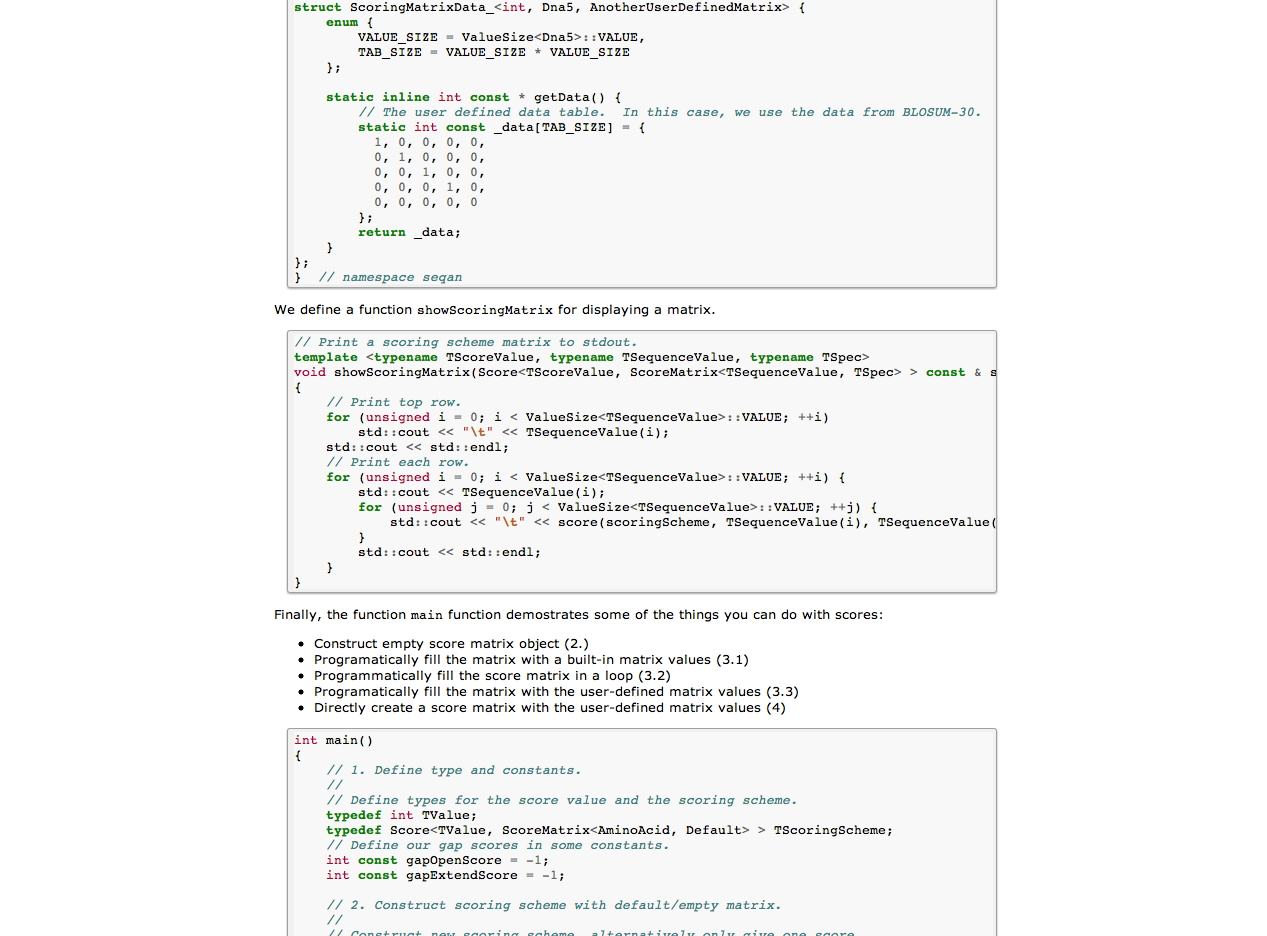 struct ScoringMatrixData_<int, Dna5, AnotherUserDefinedMatrix> {
    enum {
        VALUE_SIZE = ValueSize<Dna5>::VALUE,
        TAB_SIZE = VALUE_SIZE * VALUE_SIZE
    };

    static inline int const * getData() {
        // The user defined data table.  In this case, we use the data from BLOSUM-30.
        static int const _data[TAB_SIZE] = {
          1, 0, 0, 0, 0,
          0, 1, 0, 0, 0,
          0, 0, 1, 0, 0,
          0, 0, 0, 1, 0,
          0, 0, 0, 0, 0
        };
        return _data;
    }
};
}  // namespace seqan
We define a function showScoringMatrix for displaying a matrix.
// Print a scoring scheme matrix to stdout.
template <typename TScoreValue, typename TSequenceValue, typename TSpec>
void showScoringMatrix(Score<TScoreValue, ScoreMatrix<TSequenceValue, TSpec> > const & s
{
    // Print top row.
    for (unsigned i = 0; i < ValueSize<TSequenceValue>::VALUE; ++i)
        std::cout << "\t" << TSequenceValue(i);
    std::cout << std::endl;
    // Print each row.
    for (unsigned i = 0; i < ValueSize<TSequenceValue>::VALUE; ++i) {
        std::cout << TSequenceValue(i);
        for (unsigned j = 0; j < ValueSize<TSequenceValue>::VALUE; ++j) {
            std::cout << "\t" << score(scoringScheme, TSequenceValue(i), TSequenceValue(
        }
        std::cout << std::endl;
    }
}
Finally, the function main function demostrates some of the things you can do with scores:
• Construct empty score matrix object (2.)
• Programatically fill the matrix with a built-in matrix values (3.1)
• Programmatically fill the score matrix in a loop (3.2)
• Programatically fill the matrix with the user-defined matrix values (3.3)
• Directly create a score matrix with the user-defined matrix values (4)
int main()
{
    // 1. Define type and constants.
    //
    // Define types for the score value and the scoring scheme.
    typedef int TValue;
    typedef Score<TValue, ScoreMatrix<AminoAcid, Default> > TScoringScheme;
    // Define our gap scores in some constants.
    int const gapOpenScore = -1;
    int const gapExtendScore = -1;

    // 2. Construct scoring scheme with default/empty matrix.
    //
    // Construct new scoring scheme, alternatively only give one score